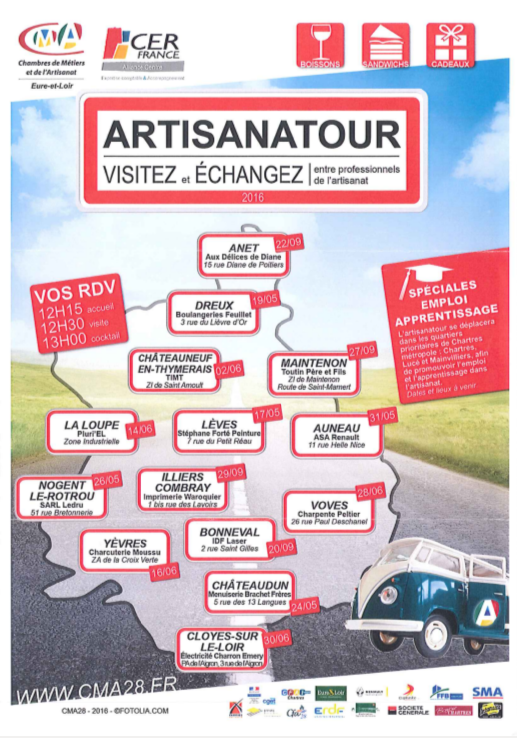 CMA
Chambres de Métiers
et de l'Artisanat
Eure-et-Loir
CER
FRANCE
BOISSONS
SANDWICHS
CADEAUX
ARTISANATOUR
VISITEZ et ÉCHANGEZ
entre professionnels
de l'artisanat
2016
VOS RDV
12H15 accueil
12H30 visite
13H00 cocktail
SPÉCIALES
EMPLOI
APPRENTISSAGE
L'artisanatour se déplacera
dans les quartiers
prioritaires de Chartres
métropole : Chartres,
Lucé et Mainvilliers, afin
de promouvoir l'emploi
et l'apprentissage dans
l'artisanat.
Dates et lieux à venir
ANET
Aux Délices de Diane
15 rue Diane de Poitiers
22/09
DREUX
Boulangeries Feuillet
3 rue du Lièvre d'Or
19/05
CHÂTEAUNEUF
EN-THYMERAIS
TIMT
ZI de Saint Arnoult
02/06
MAINTENON
Toutin Père et Fils
ZI de Maintenon
Route de Saint-Mamert
27/09
LA LOUPE
Pluri'EL
Zone Industrielle
14/06
LÈVES
Stéphane Forté Peinture
7 rue du Petit Réau
17/05
AUNEAU
ASA Renault
11 rue Helle Nice
31/05
NOGENT
LE-ROTROU
SARL Ledru
51 rue Bretonnerie
26/05
ILLIERS
COMBRAY
Imprimerie Waroquier
1 bis rue des Lavoirs
29/09
VOVES
Charpente Peltier
26 rue Paul Deschanel
28/06
YÈVRES
Charcuterie Moussu
ZA de la Croix Verte
16/06
BONNEVAL
IDF Laser
2 rue Saint Gilles
20/09
CHÂTEAUDUN
Menuiserie Brachet Frères
5 rue des 13 Langues
24/05
CLOYES-SUR
LE-LOIR
Électricité Charron Emery
PA de l'Aigron, 3 rue de l'Aigron
30/06
WWW.CMA28.FR
CMA28 - 2016 - ©FOTOLIA.COM
cget
Eure&Loir
FFB
SMA
ERDF
SOCIETE
GENERALE